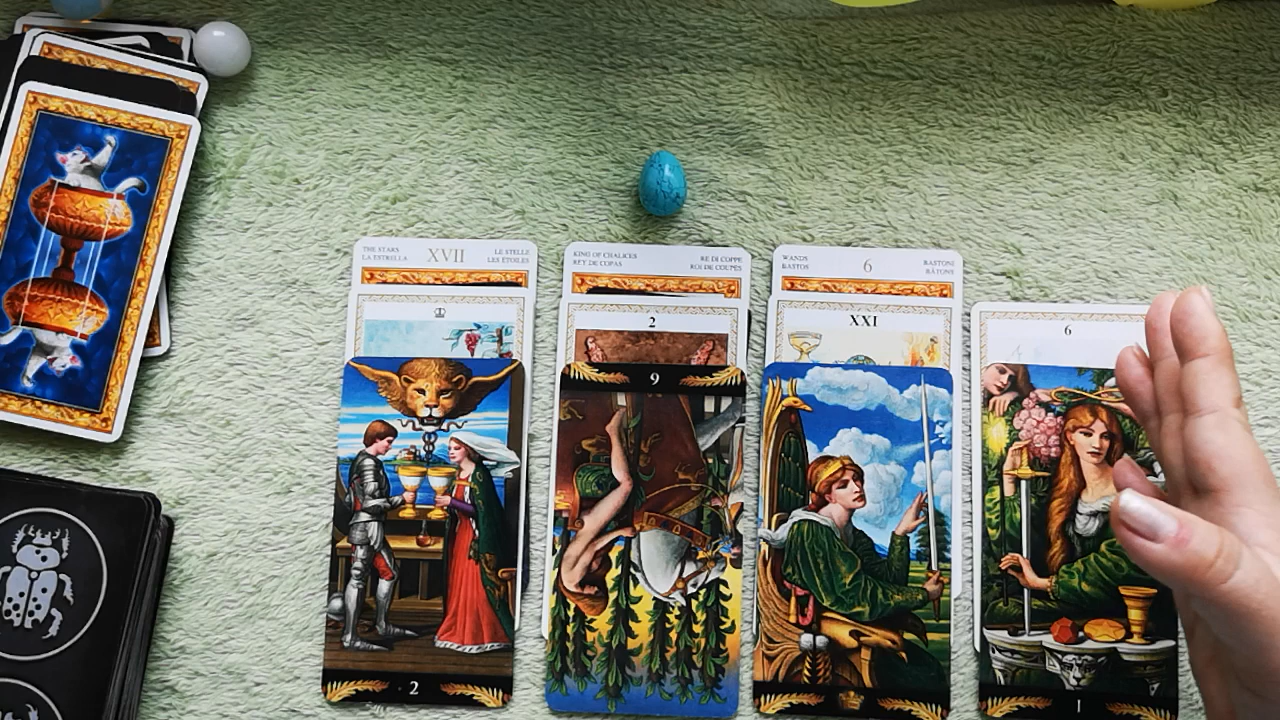 THE STARS
LA ESTRELLA
XVII
LE STELLE
LES ÉTOILES
KING OF CHALICES
REY DE COPAS
RE DI COPPE
ROI DE COUPES
WANDS
BASTOS
6
BASTONI
BÂTONS
2
XXI
6
9
2
I